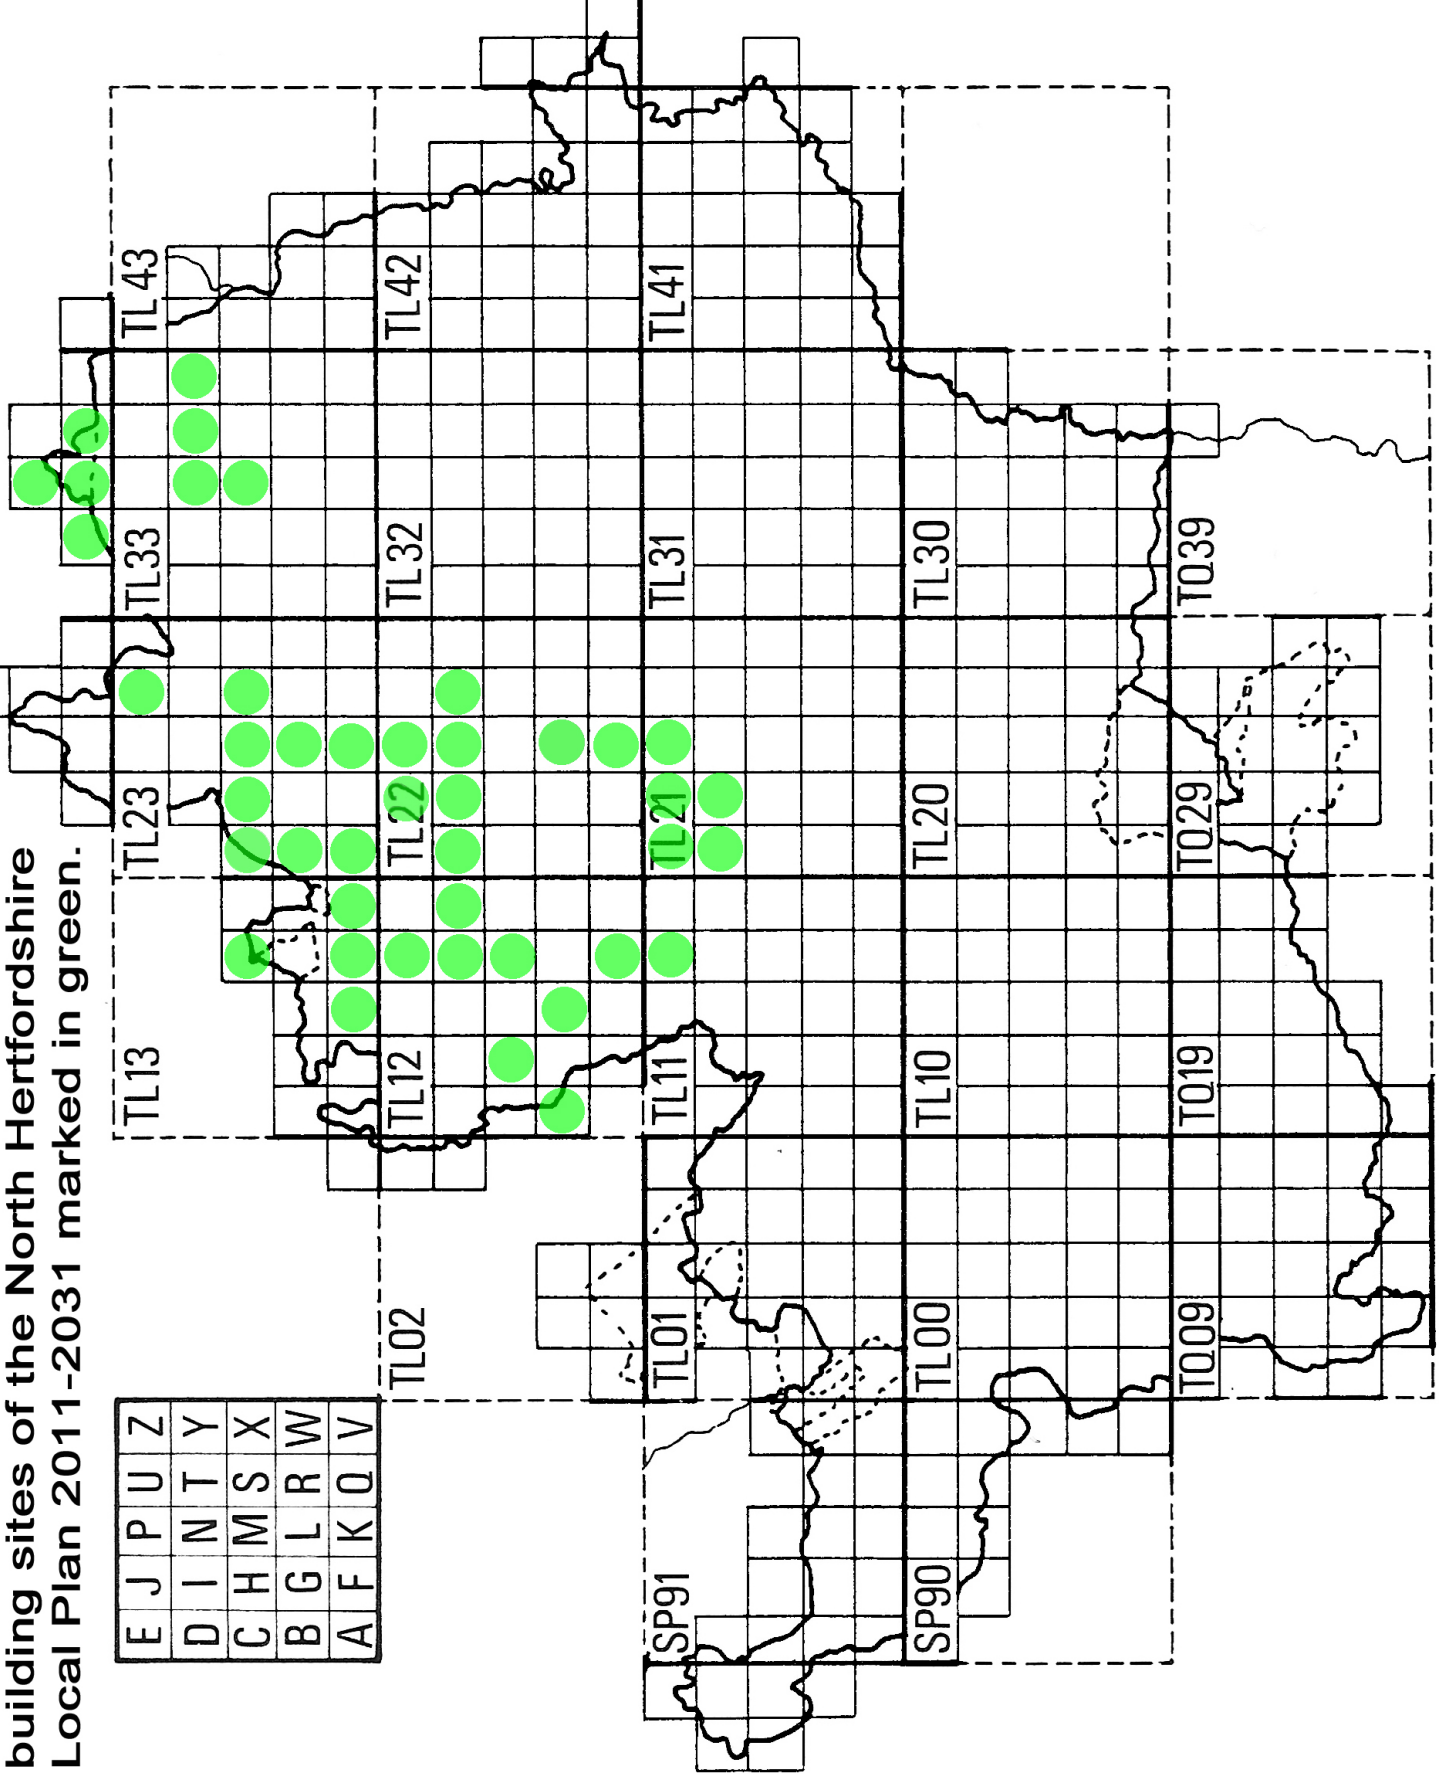 building sites of the North Hertfordshire
Local Plan 2011-2031 marked in green.
E J P U Z
D I N T Y
C H M S X
B G L R W
A F K Q V
TL13
TL23
TL33
TL43
TL02
TL12
TL22
TL32
TL42
SP91
TL01
TL11
TL21
TL31
TL41
SP90
TL00
TL10
TL20
TL30
TQ09
TQ19
TQ29
TQ39